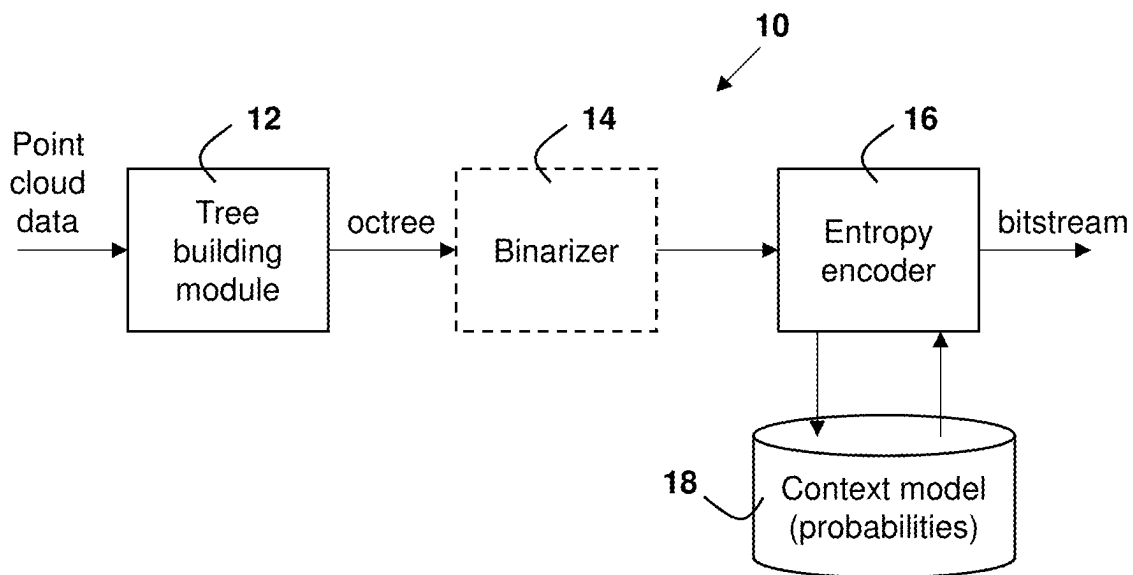 10
12
14
16
Point
cloud
data
Tree
building
module
octree
Binarizer
Entropy
encoder
bitstream
18
Context model
(probabilities)